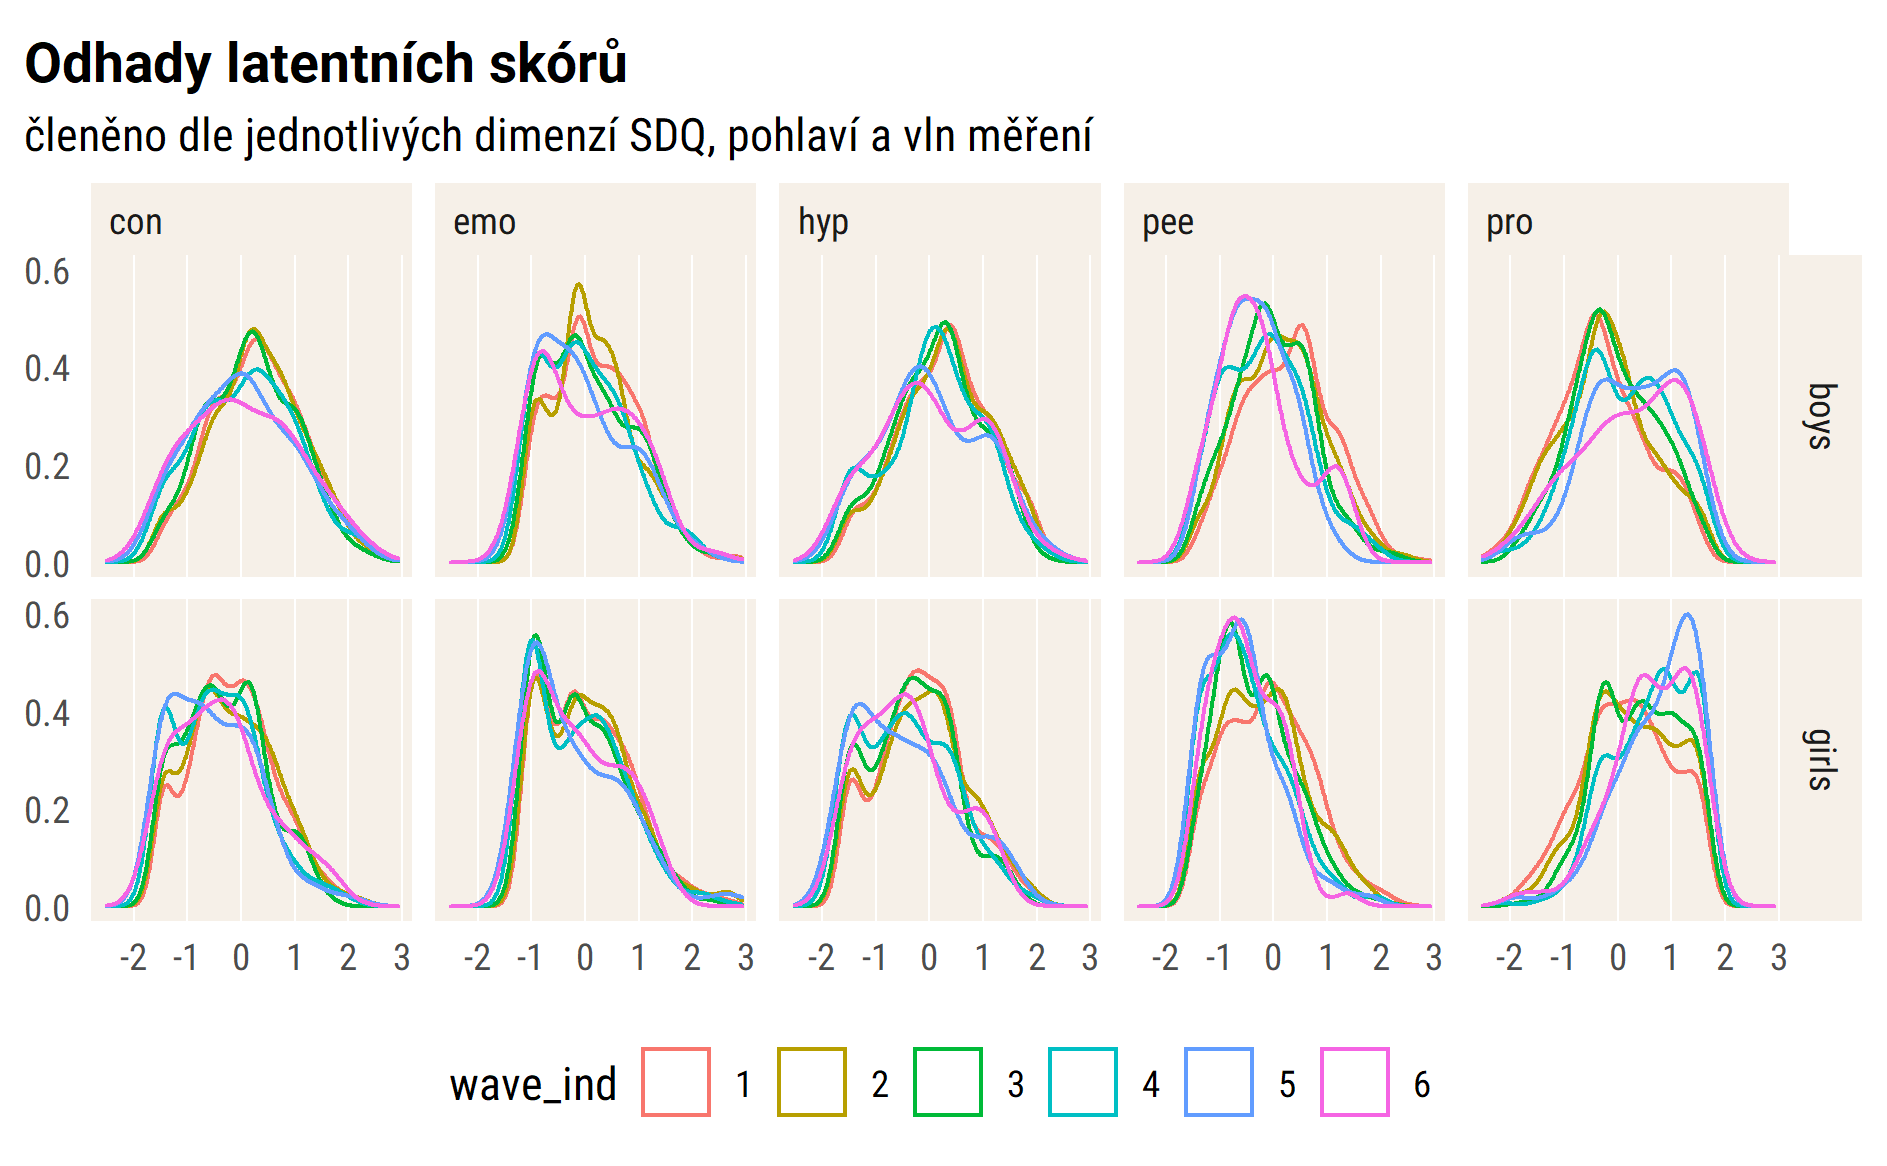 Odhady latentních skórů
členěno dle jednotlivých dimenzí SDQ, pohlaví a vln měření
con emo hyp pee pro
0.6
0.4
0.2
0.0
boys
0.6
0.4
0.2
0.0
girls
-2 -1 0 1 2 3 -2 -1 0 1 2 3 -2 -1 0 1 2 3 -2 -1 0 1 2 3 -2 -1 0 1 2 3
wave_ind 1 2 3 4 5 6